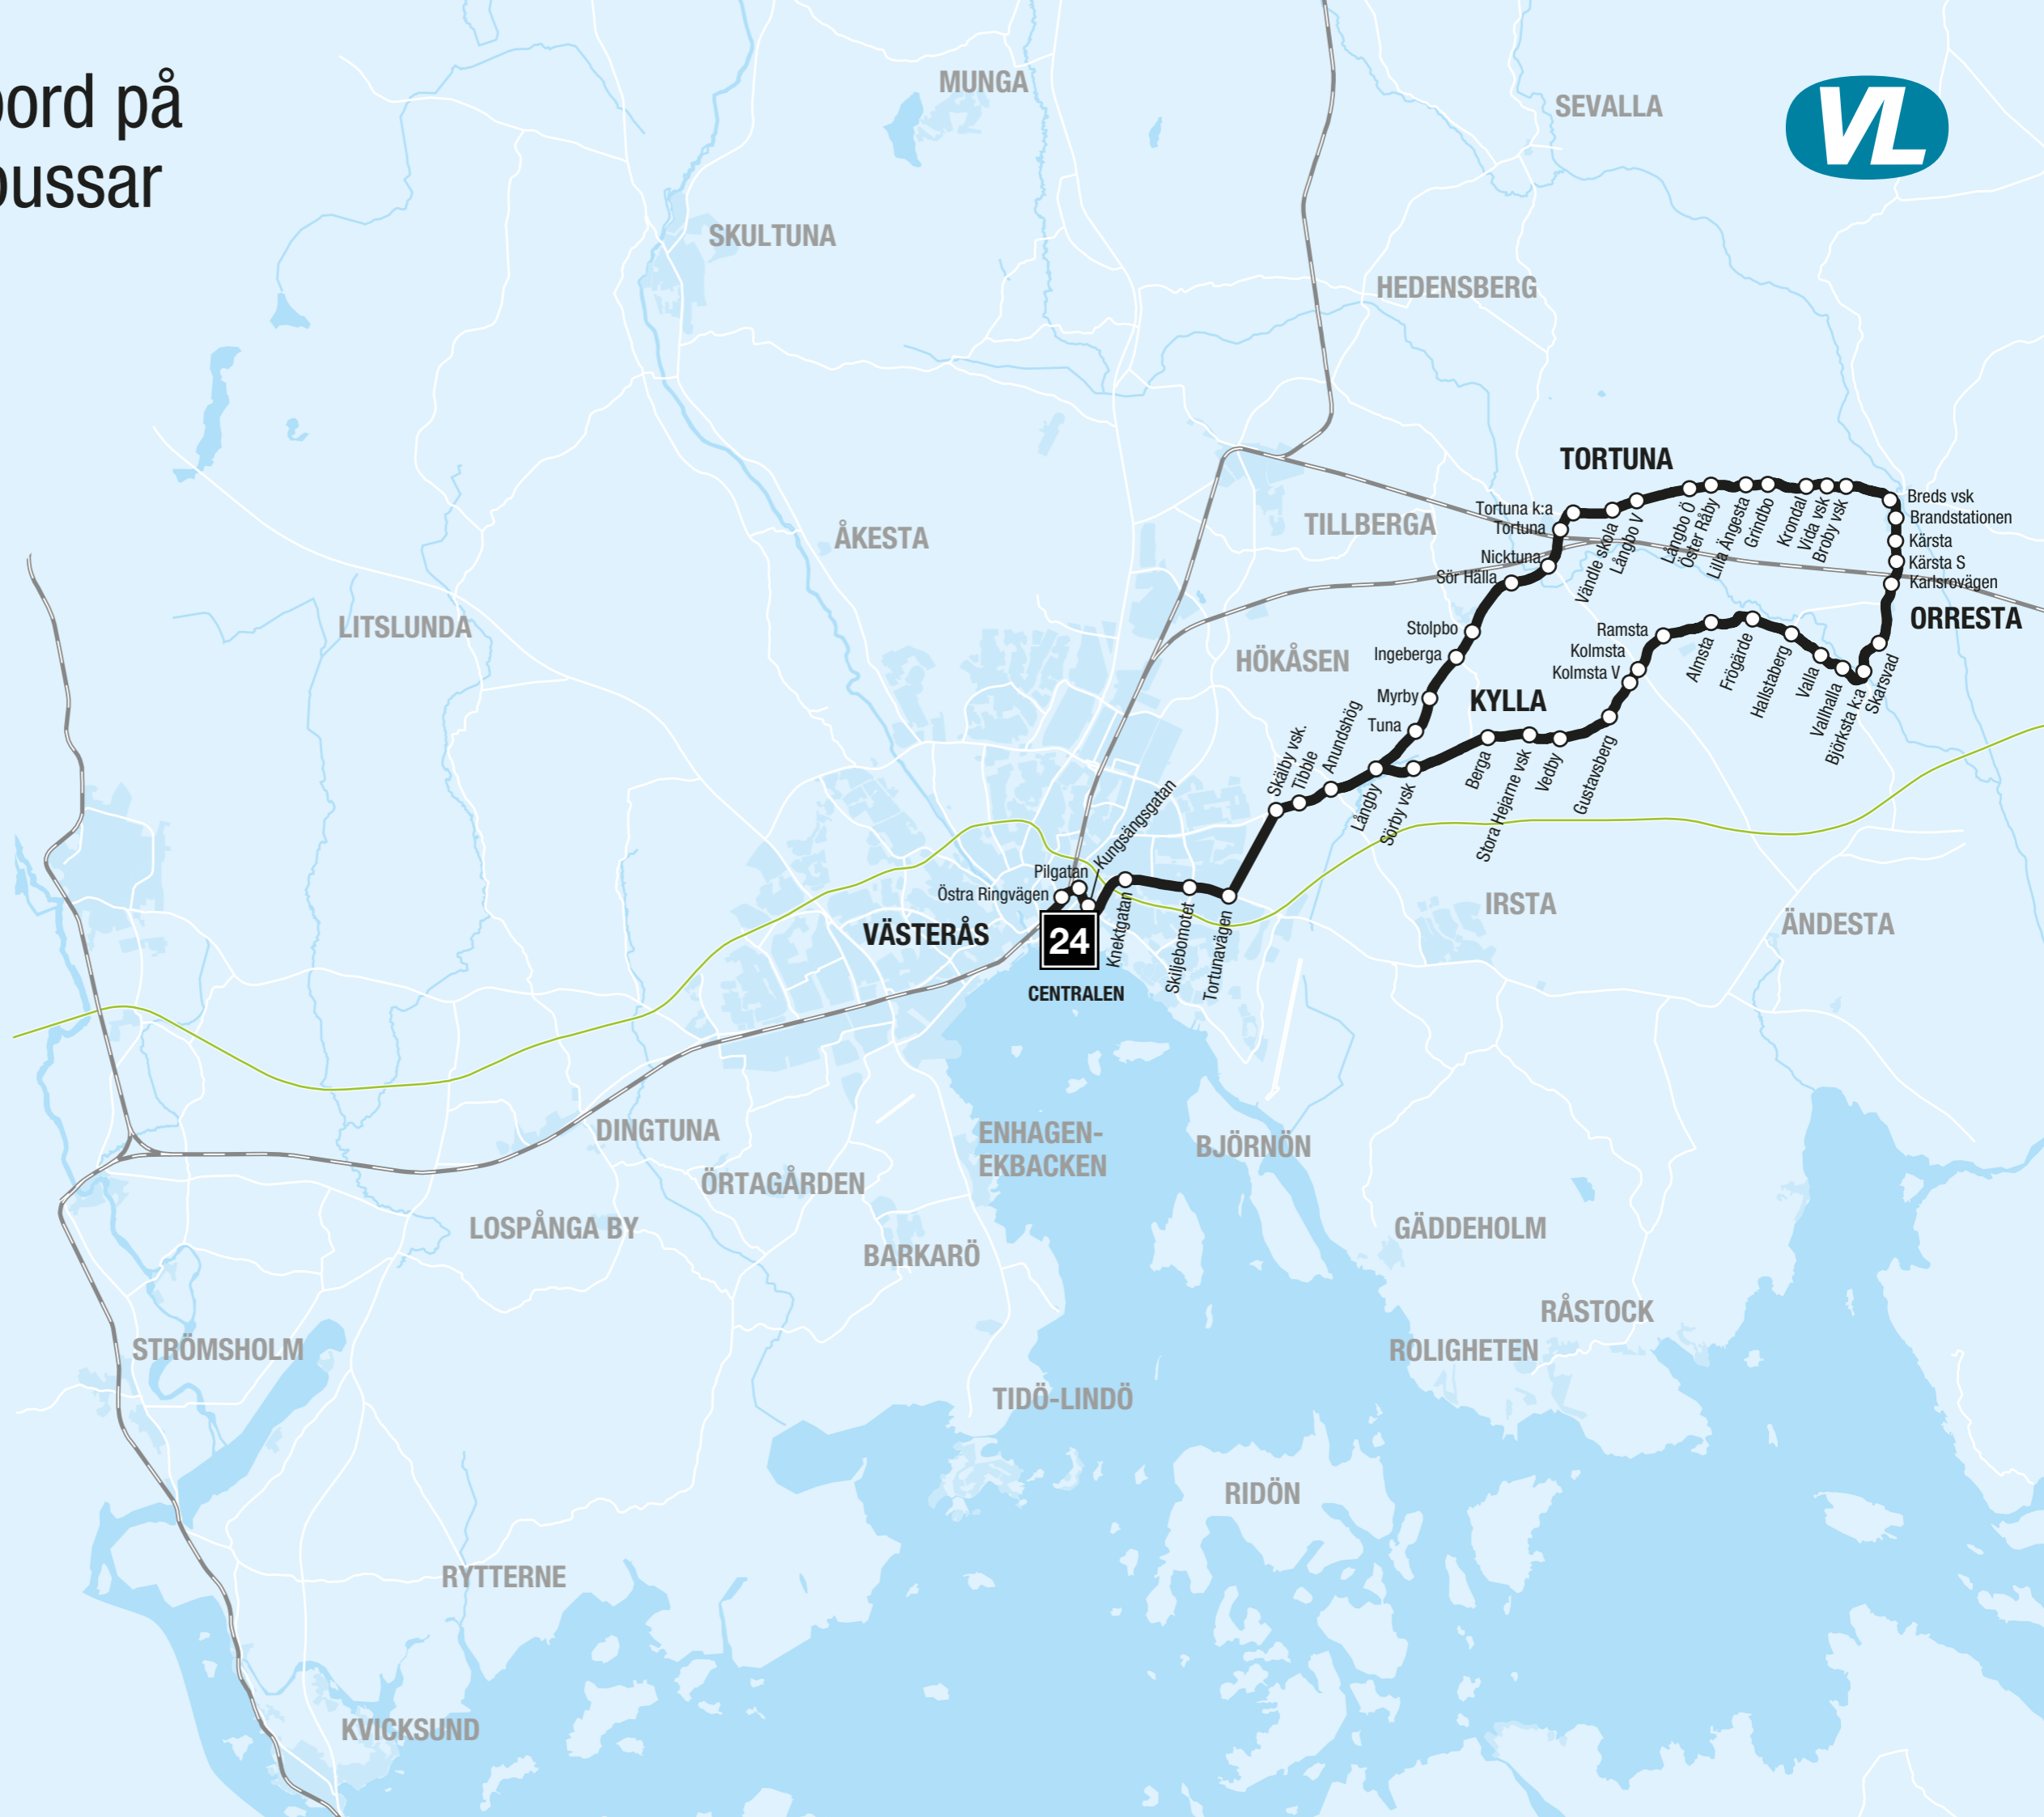 bord på
bussar
VL
MUNGA
SEVALLA
SKULTUNA
HEDENSBERG
TORTUNA
Tortuna k:a
Tortuna
Nicktuna
Sör Hälla
Vändle skola
Långbo V
Långbo Ö
Öster Råby
Lilla Ängesta
Grindbo
Krondal
Vida vsk
Broby vsk
Breds vsk
Brandstationen
Kärsta
Kärsta S
Karlsrovägen
ORRESTA
TILLBERGA
ÅKESTA
LITSLUNDA
HÖKÅSEN
Stolpbo
Ingeberga
Myrby
Tuna
KYLLA
Ramsta
Kolmsta
Kolmsta V
Almsta
Frögärde
Hallstaberg
Valla
Vallhalla
Björksta k:a
Skarsvad
Skälby vsk.
Tibble
Anundshög
Långby
Sörby vsk
Berga
Stora Hejarne vsk
Vedby
Gustavsberg
Kungsängsgatan
Pilgatan
Östra Ringvägen
VÄSTERÅS
24
CENTRALEN
Knektgatan
Skiljebomotet
Tortunavägen
IRSTA
ÄNDESTA
DINGTUNA
ENHAGEN-
EKBACKEN
BJÖRNÖN
ÖRTAGÅRDEN
LOSPÅNGA BY
BARKARÖ
GÄDDEHOLM
RÅSTOCK
ROLIGHETEN
STRÖMSHOLM
TIDÖ-LINDÖ
RIDÖN
RYTTERNE
KVICKSUND